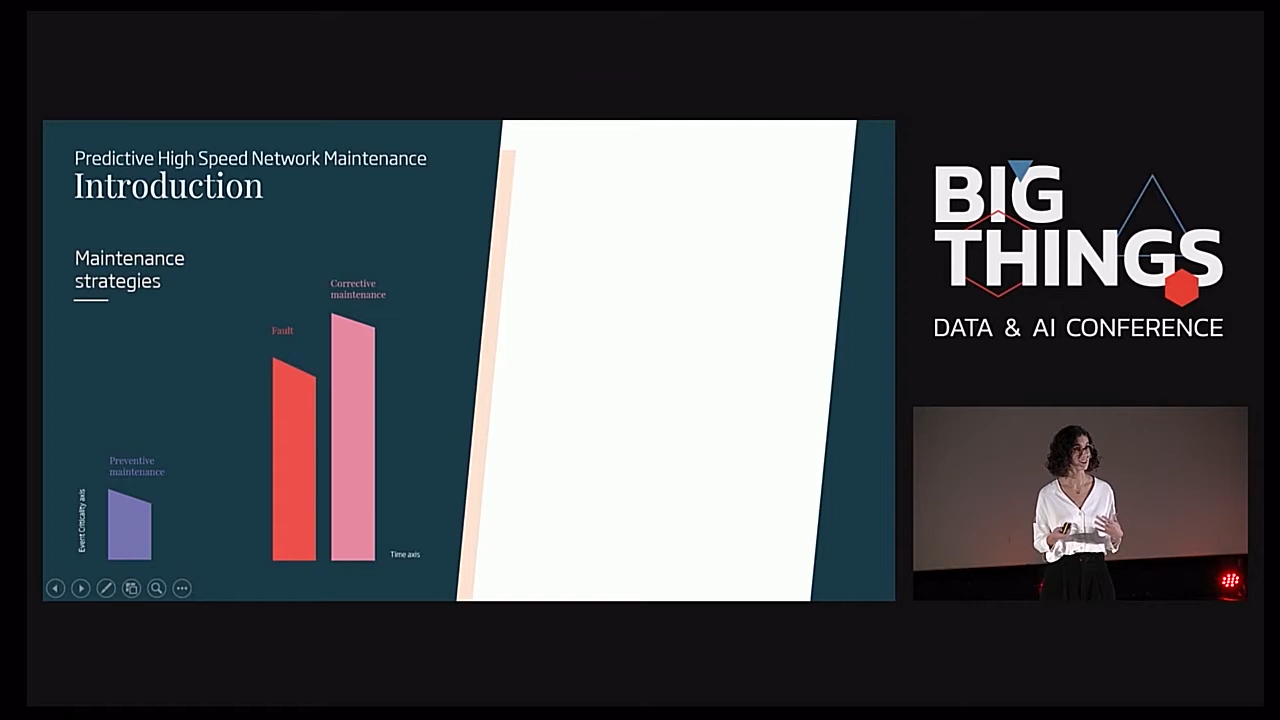 Predictive High Speed Network Maintenance
Introduction
Maintenance
strategies
Corrective
maintenance
Fault
Preventive
maintenance
Event Criticality axis
Time axis
BIG
THINGS
DATA & AI CONFERENCE